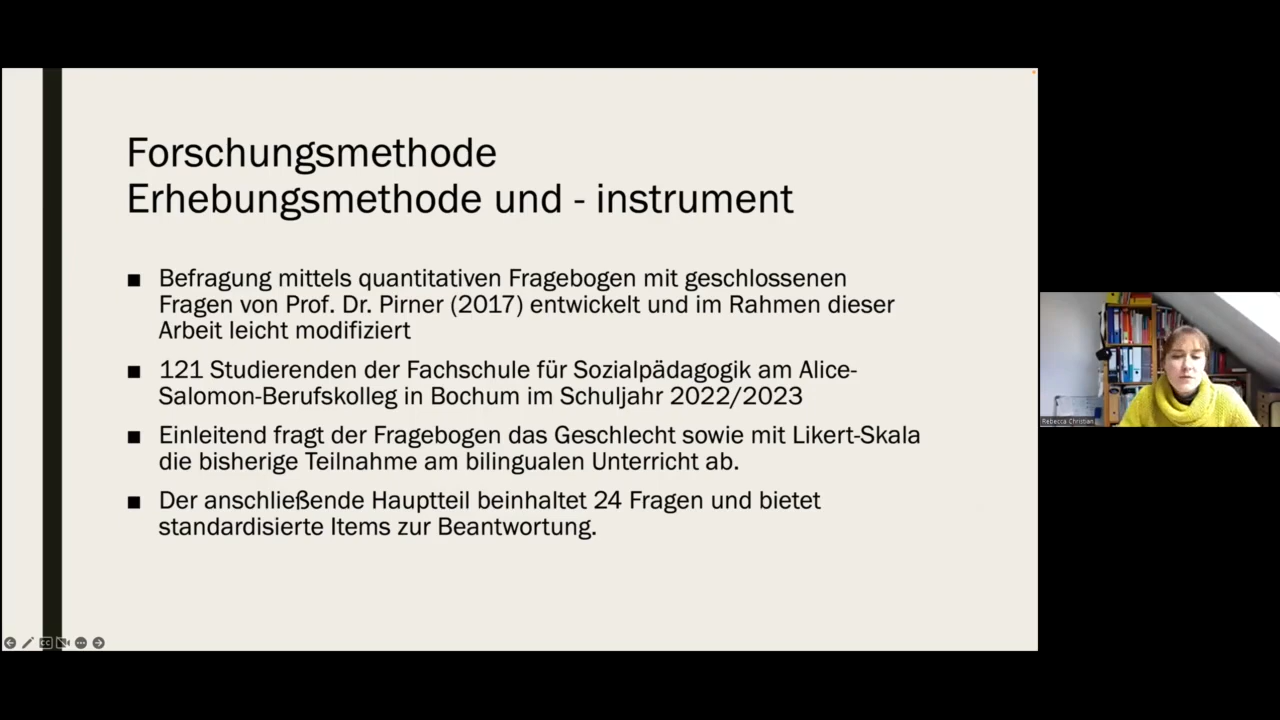 Forschungsmethode
Erhebungsmethode und - instrument
■ Befragung mittels quantitativen Fragebogen mit geschlossenen
Fragen von Prof. Dr. Pirner (2017) entwickelt und im Rahmen dieser
Arbeit leicht modifiziert
■ 121 Studierenden der Fachschule für Sozialpädagogik am Alice-
Salomon-Berufskolleg in Bochum im Schuljahr 2022/2023
■ Einleitend fragt der Fragebogen das Geschlecht sowie mit Likert-Skala
die bisherige Teilnahme am bilingualen Unterricht ab.
■ Der anschließende Hauptteil beinhaltet 24 Fragen und bietet
standardisierte Items zur Beantwortung.
Rebecca Christian
CC